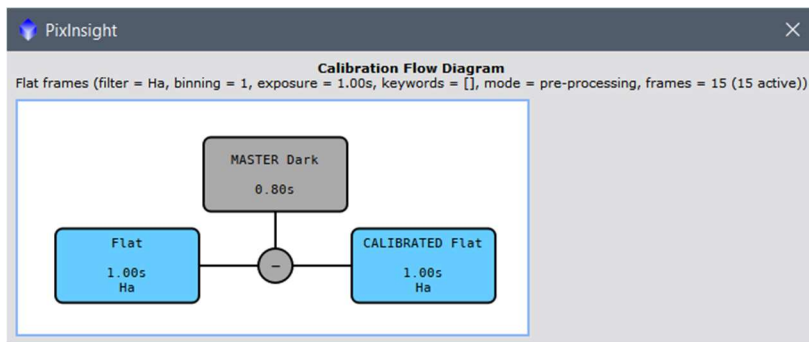 PixInsight
Calibration Flow Diagram
Flat frames (filter = Ha, binning = 1, exposure = 1.00s, keywords = [], mode = pre-processing, frames = 15 (15 active))
MASTER Dark
0.80s
Flat
1.00s
Ha
−
CALIBRATED Flat
1.00s
Ha